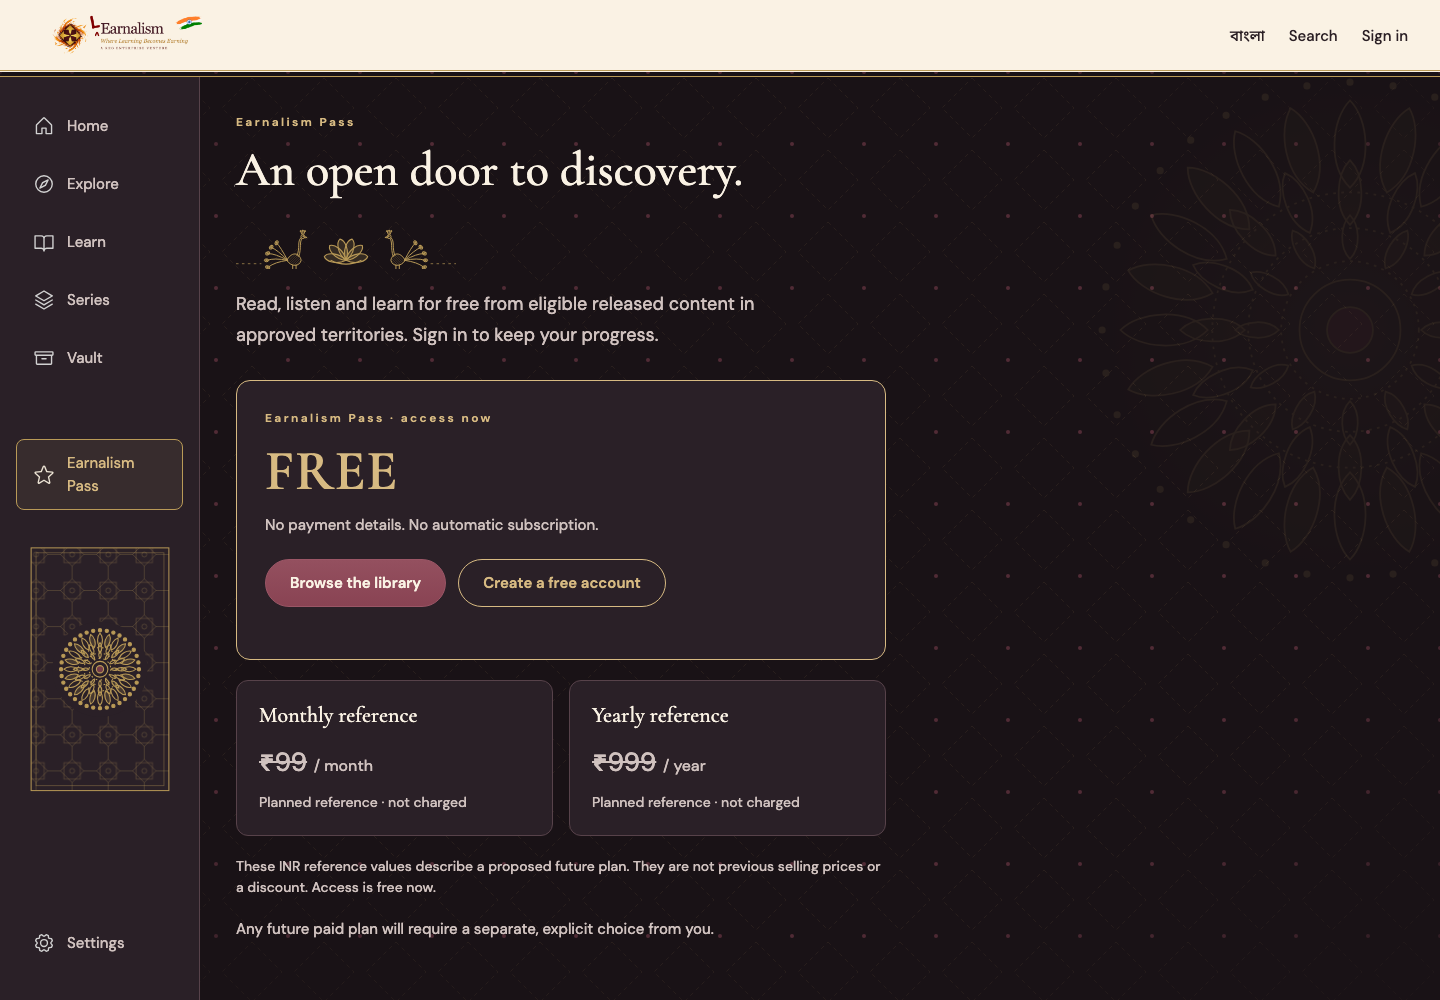 Earnalism
Where Learning Becomes Earning
বাংলা
Search
Sign in
Home
Explore
Learn
Series
Vault
Earnalism
Pass
Settings
Earnalism Pass
An open door to discovery.
Read, listen and learn for free from eligible released content in
approved territories. Sign in to keep your progress.
Earnalism Pass · access now
FREE
No payment details. No automatic subscription.
Browse the library
Create a free account
Monthly reference
₹99 / month
Planned reference · not charged
Yearly reference
₹999 / year
Planned reference · not charged
These INR reference values describe a proposed future plan. They are not previous selling prices or
a discount. Access is free now.
Any future paid plan will require a separate, explicit choice from you.